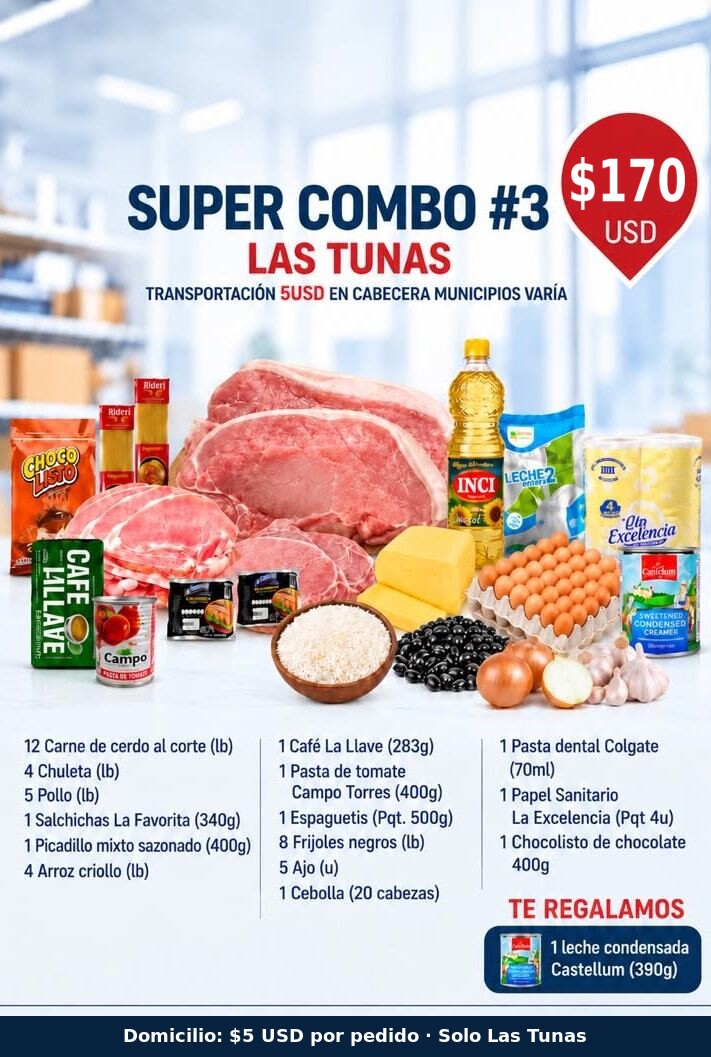 $170
USD
SUPER COMBO #3
LAS TUNAS
TRANSPORTACIÓN 5USD EN CABECERA MUNICIPIOS VARÍA
Rideri
Rideri
CHOCO
LISTO
INCI
LECHE
entera
2
4
Excelencia
CAFÉ
LA LLAVE
Campo
PASTA DE TOMATE
SWEETENED
CONDENSED
CREAMER
12 Carne de cerdo al corte (lb)
4 Chuleta (lb)
5 Pollo (lb)
1 Salchichas La Favorita (340g)
1 Picadillo mixto sazonado (400g)
4 Arroz criollo (lb)
1 Café La Llave (283g)
1 Pasta de tomate
Campo Torres (400g)
1 Espaguetis (Pqt. 500g)
8 Frijoles negros (lb)
5 Ajo (u)
1 Cebolla (20 cabezas)
1 Pasta dental Colgate
(70ml)
1 Papel Sanitario
La Excelencia (Pqt 4u)
1 Chocolisto de chocolate
400g
TE REGALAMOS
1 leche condensada
Castellum (390g)
Domicilio: $5 USD por pedido · Solo Las Tunas